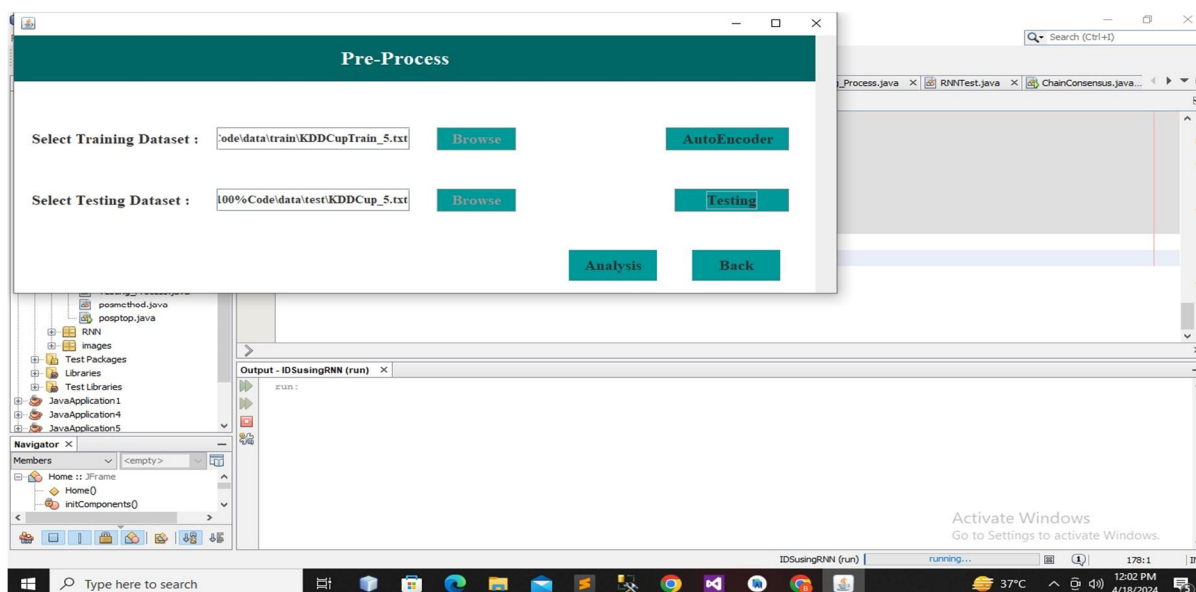 Pre-Process
Search (Ctrl+I)
_Process.java
RNNTest.java
ChainConsensus.java...
Select Training Dataset :
Code\data\train\KDDCupTrain_5.txt
Browse
AutoEncoder
Select Testing Dataset :
100%Code\data\test\KDDCup_5.txt
Browse
Testing
Analysis
Back
posmethod.java
posptop.java
RNN
images
Test Packages
Libraries
Test Libraries
JavaApplication1
JavaApplication4
JavaApplication5
Output - IDSusingRNN (run)
run:
Navigator
Members
<empty>
Home :: JFrame
Home()
initComponents()
Activate Windows
Go to Settings to activate Windows.
IDSusingRNN (run)
running...
178:1
Type here to search
37°C
12:02 PM
4/18/2024